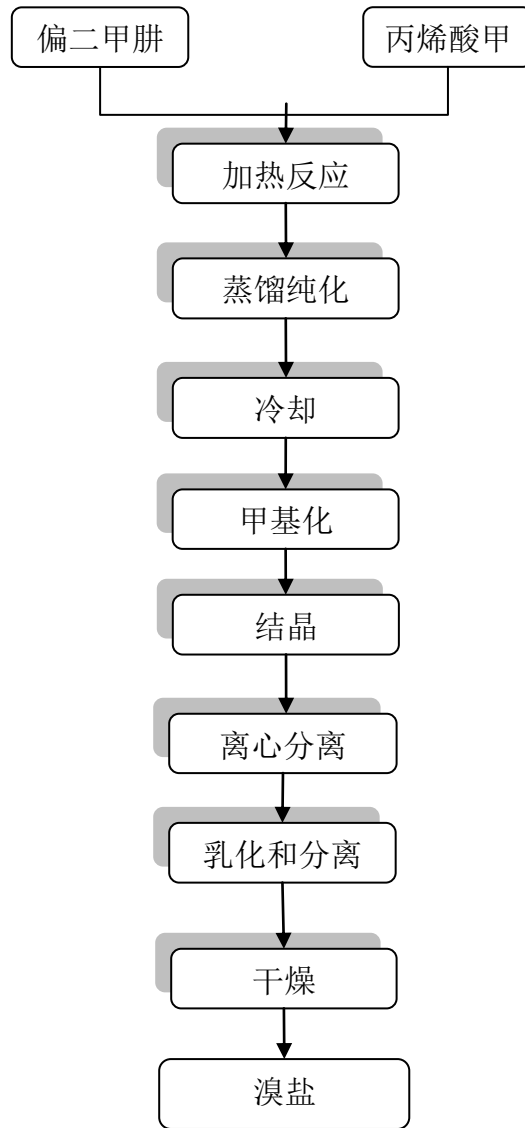 偏二甲肼
丙烯酸甲
加热反应
蒸馏纯化
冷却
甲基化
结晶
离心分离
乳化和分离
干燥
溴盐